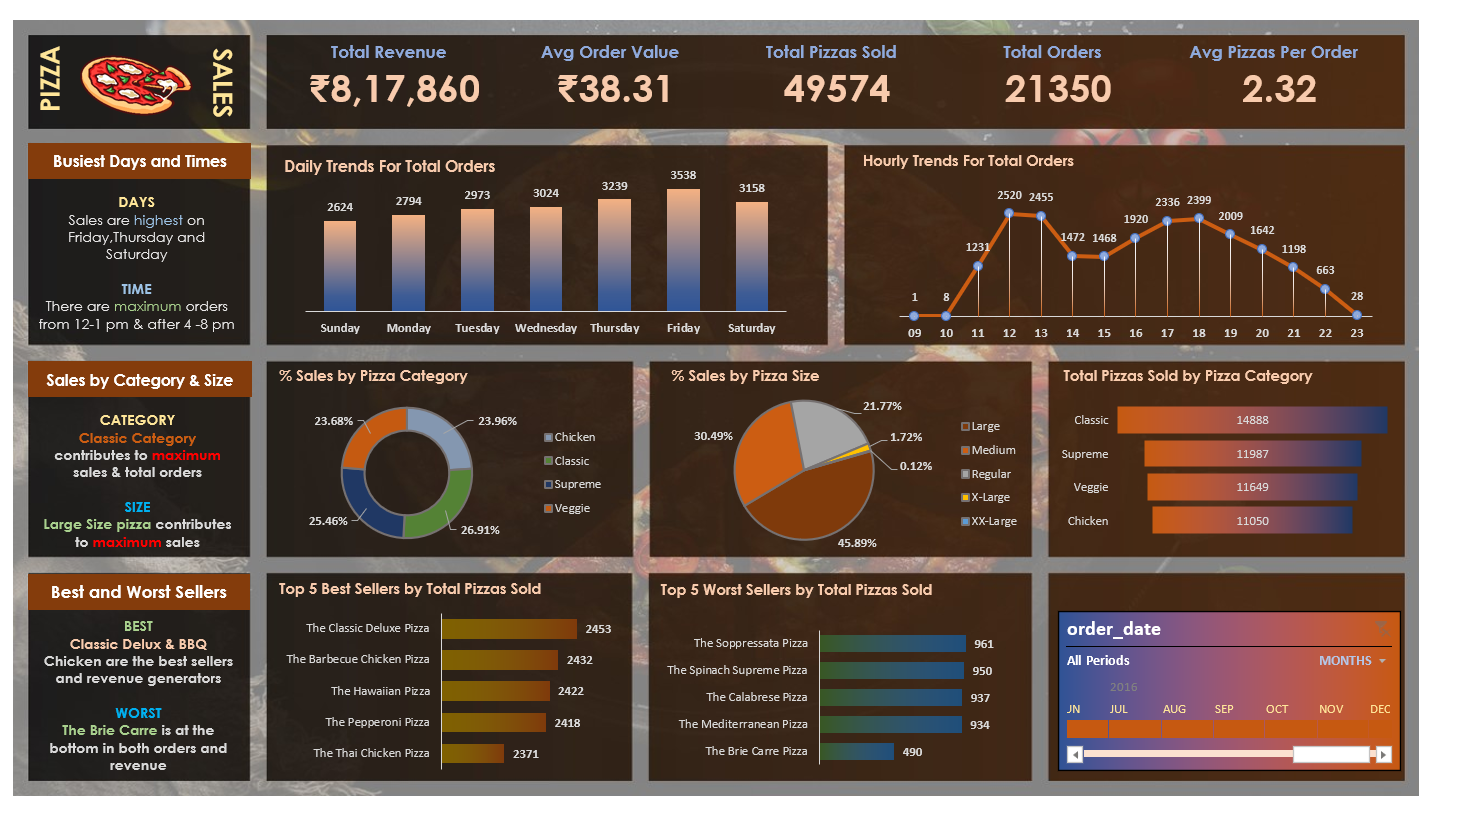 PIZZA
SALES
Total Revenue
₹8,17,860
Avg Order Value
₹38.31
Total Pizzas Sold
49574
Total Orders
21350
Avg Pizzas Per Order
2.32
Busiest Days and Times
DAYS
Sales are highest on
Friday,Thursday and
Saturday
TIME
There are maximum orders
from 12-1 pm & after 4 -8 pm
Daily Trends For Total Orders
2624
2794
2973
3024
3239
3538
3158
Sunday
Monday
Tuesday
Wednesday
Thursday
Friday
Saturday
Hourly Trends For Total Orders
1
8
1231
2520
2455
1472
1468
1920
2336
2399
2009
1642
1198
663
28
09
10
11
12
13
14
15
16
17
18
19
20
21
22
23
Sales by Category & Size
CATEGORY
Classic Category
contributes to maximum
sales & total orders
SIZE
Large Size pizza contributes
to maximum sales
% Sales by Pizza Category
23.68%
23.96%
25.46%
26.91%
Chicken
Classic
Supreme
Veggie
% Sales by Pizza Size
21.77%
30.49%
1.72%
0.12%
45.89%
Large
Medium
Regular
X-Large
XX-Large
Total Pizzas Sold by Pizza Category
Classic
14888
Supreme
11987
Veggie
11649
Chicken
11050
Best and Worst Sellers
BEST
Classic Delux & BBQ
Chicken are the best sellers
and revenue generators
WORST
The Brie Carre is at the
bottom in both orders and
revenue
Top 5 Best Sellers by Total Pizzas Sold
The Classic Deluxe Pizza
2453
The Barbecue Chicken Pizza
2432
The Hawaiian Pizza
2422
The Pepperoni Pizza
2418
The Thai Chicken Pizza
2371
Top 5 Worst Sellers by Total Pizzas Sold
The Soppressata Pizza
961
The Spinach Supreme Pizza
950
The Calabrese Pizza
937
The Mediterranean Pizza
934
The Brie Carre Pizza
490
order_date
All Periods
MONTHS
2016
JN
JUL
AUG
SEP
OCT
NOV
DEC